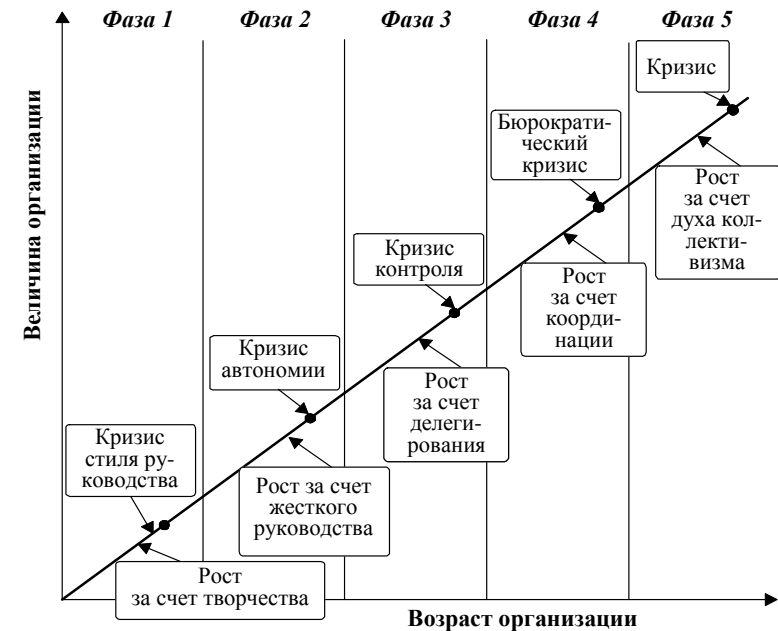 Фаза 1 Фаза 2 Фаза 3 Фаза 4 Фаза 5
Величина организации
Кризис
Бюрократи-
ческий
кризис
Рост
за счет
духа кол-
лекти-
визма
Кризис
контроля
Рост
за счет
коорди-
нации
Кризис
автономии
Рост
за счет
делеги-
рования
Кризис
стиля ру-
ководства
Рост за счет
жесткого
руководства
Рост
за счет творчества
Возраст организации